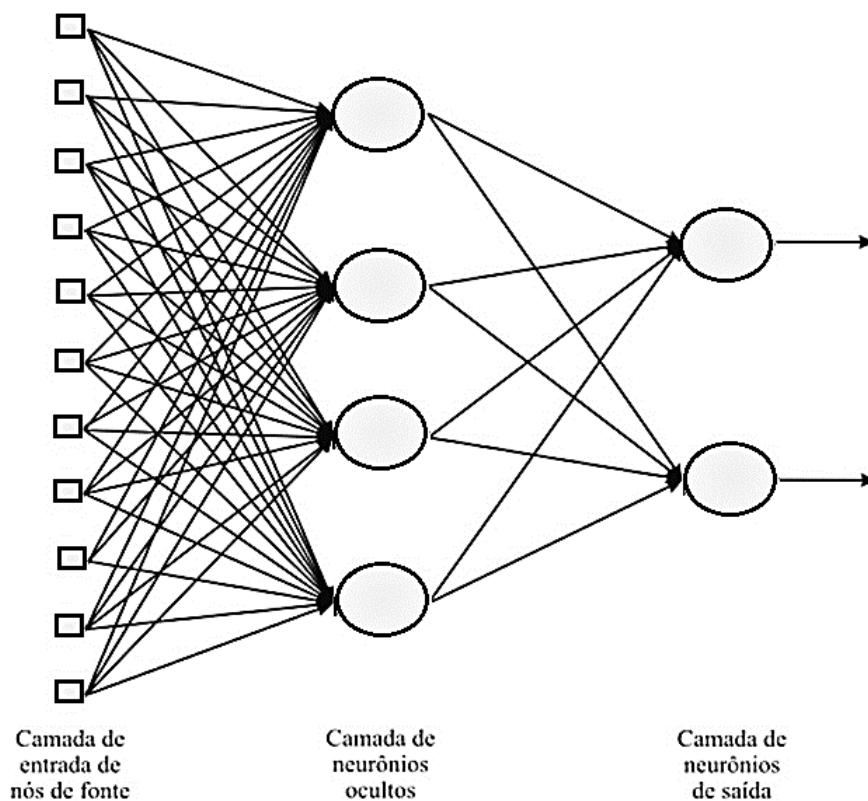 Camada de
entrada de
nós de fonte
Camada de
neurônios
ocultos
Camada de
neurônios
de saída